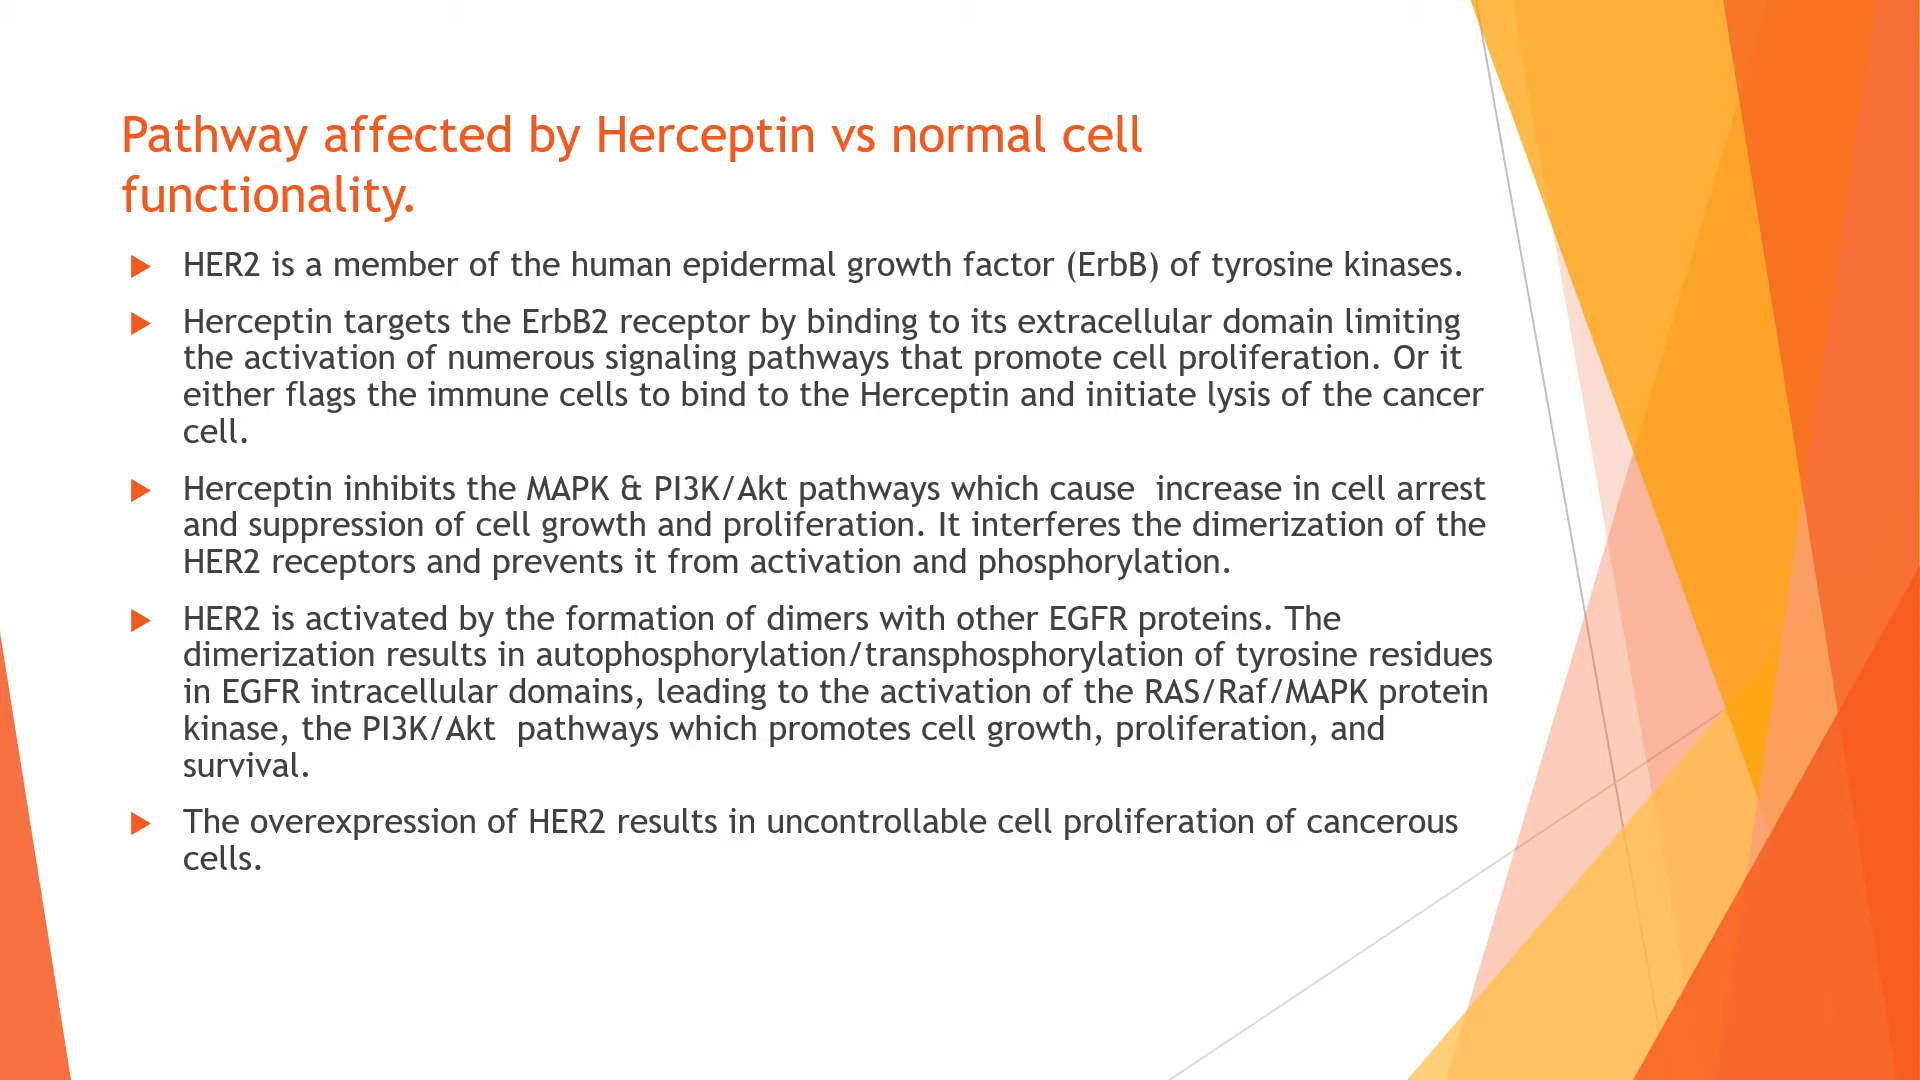 Pathway affected by Herceptin vs normal cell
functionality.
HER2 is a member of the human epidermal growth factor (ErbB) of tyrosine kinases.
Herceptin targets the ErbB2 receptor by binding to its extracellular domain limiting
the activation of numerous signaling pathways that promote cell proliferation. Or it
either flags the immune cells to bind to the Herceptin and initiate lysis of the cancer
cell.
Herceptin inhibits the MAPK & PI3K/Akt pathways which cause  increase in cell arrest
and suppression of cell growth and proliferation. It interferes the dimerization of the
HER2 receptors and prevents it from activation and phosphorylation.
HER2 is activated by the formation of dimers with other EGFR proteins. The
dimerization results in autophosphorylation/transphosphorylation of tyrosine residues
in EGFR intracellular domains, leading to the activation of the RAS/Raf/MAPK protein
kinase, the PI3K/Akt  pathways which promotes cell growth, proliferation, and
survival.
The overexpression of HER2 results in uncontrollable cell proliferation of cancerous
cells.